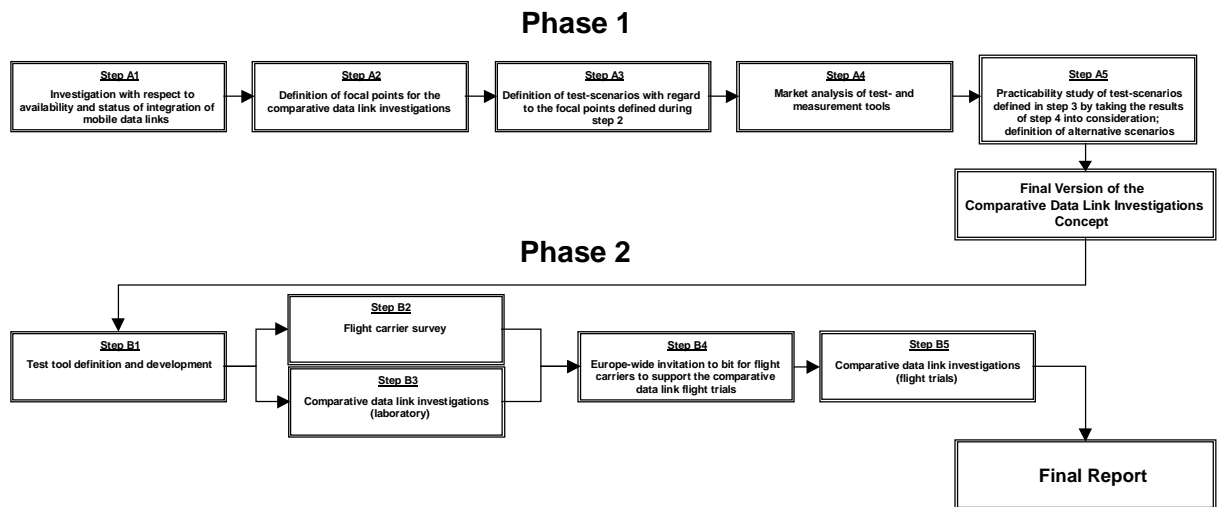 Phase 1
Step A1
Investigation with respect to
availability and status of integration of
mobile data links
Step A2
Definition of focal points for the
comparative data link investigations
Step A3
Definition of test-scenarios with regard
to the focal points defined during
step 2
Step A4
Market analysis of test- and
measurement tools
Step A5
Practicability study of test-scenarios
defined in step 3 by taking the results
of step 4 into consideration;
definition of alternative scenarios
Final Version of the
Comparative Data Link Investigations
Concept
Phase 2
Step B1
Test tool definition and development
Step B2
Flight carrier survey
Step B3
Comparative data link investigations
(laboratory)
Step B4
Europe-wide invitation to bit for flight
carriers to support the comparative
data link flight trials
Step B5
Comparative data link investigations
(flight trials)
Final Report